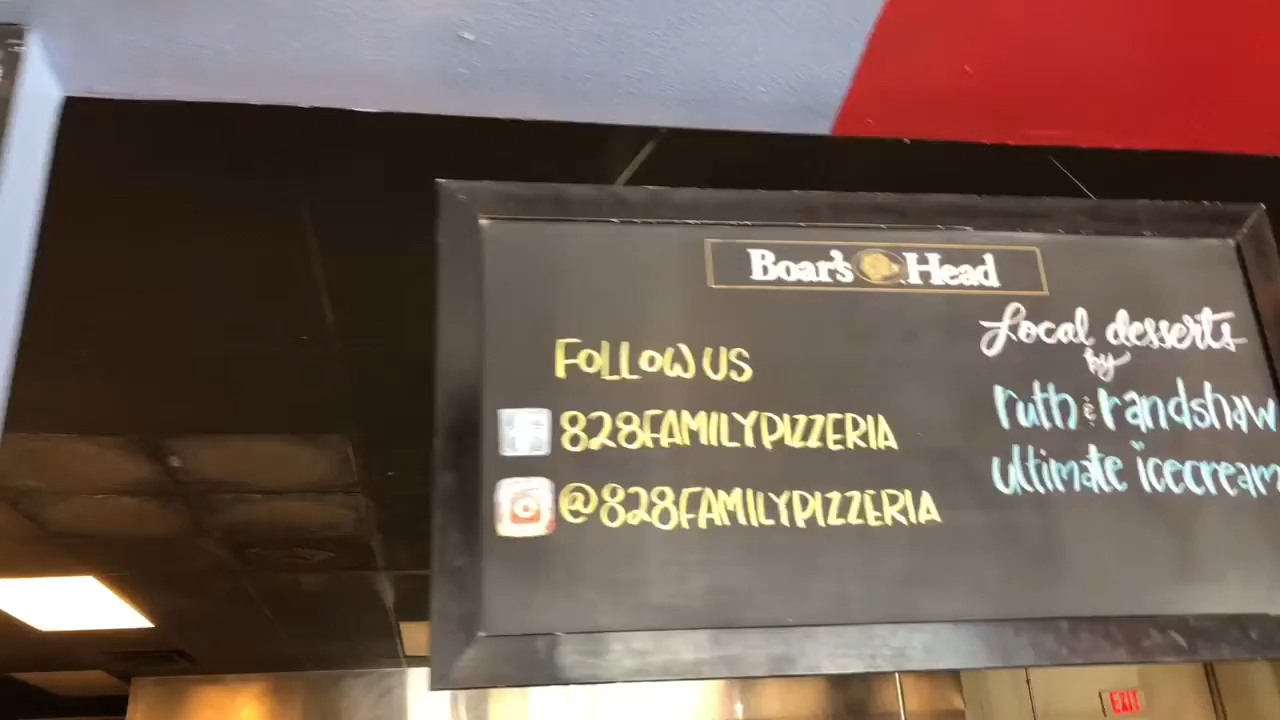 Boar's Head
FOLLOW US
828FAMILYPIZZERIA
@828FAMILYPIZZERIA
Local desserts
by
ruth & randshaw
ultimate icecream
EXIT